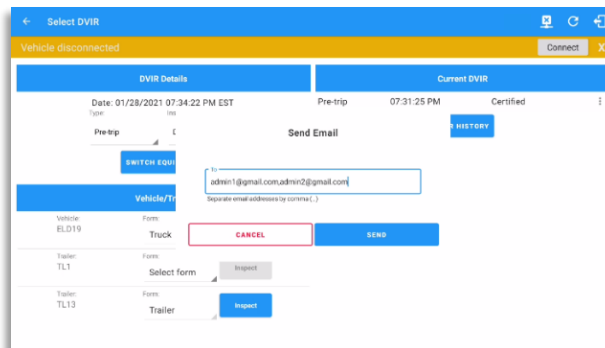 Select DVIR
Vehicle disconnected
Connect
X
DVIR Details
Current DVIR
Date: 01/28/2021 07:34:22 PM EST
Pre-trip 07:31:25 PM Certified
Type:
Pre-trip
HISTORY
SWITCH EQUI
Send Email
To
admin1@gmail.com,admin2@gmail.com
Separate email addresses by comma (,)
CANCEL
SEND
Vehicle/Tr
Vehicle: Form:
ELD19 Truck
Trailer: Form:
TL1 Select form Inspect
Trailer: Form:
TL13 Trailer Inspect